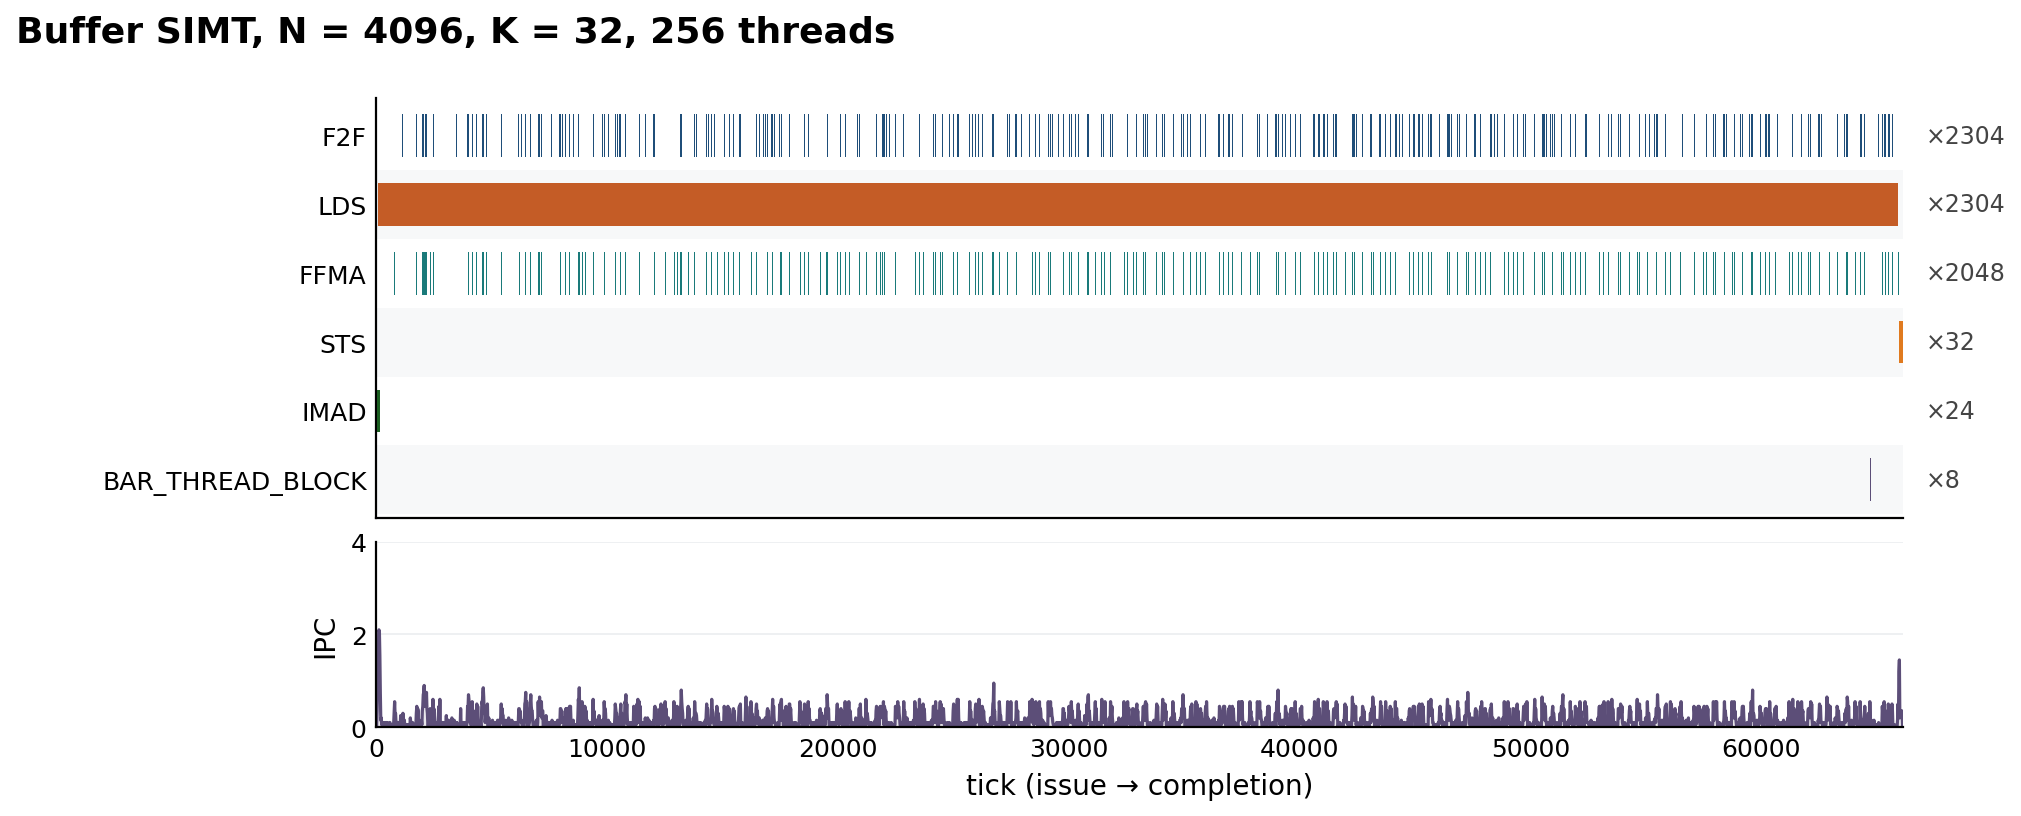 Buffer SIMT, N = 4096, K = 32, 256 threads
F2F ×2304
LDS ×2304
FFMA ×2048
STS ×32
IMAD ×24
BAR_THREAD_BLOCK ×8
4
2
0
IPC
0 10000 20000 30000 40000 50000 60000
tick (issue → completion)